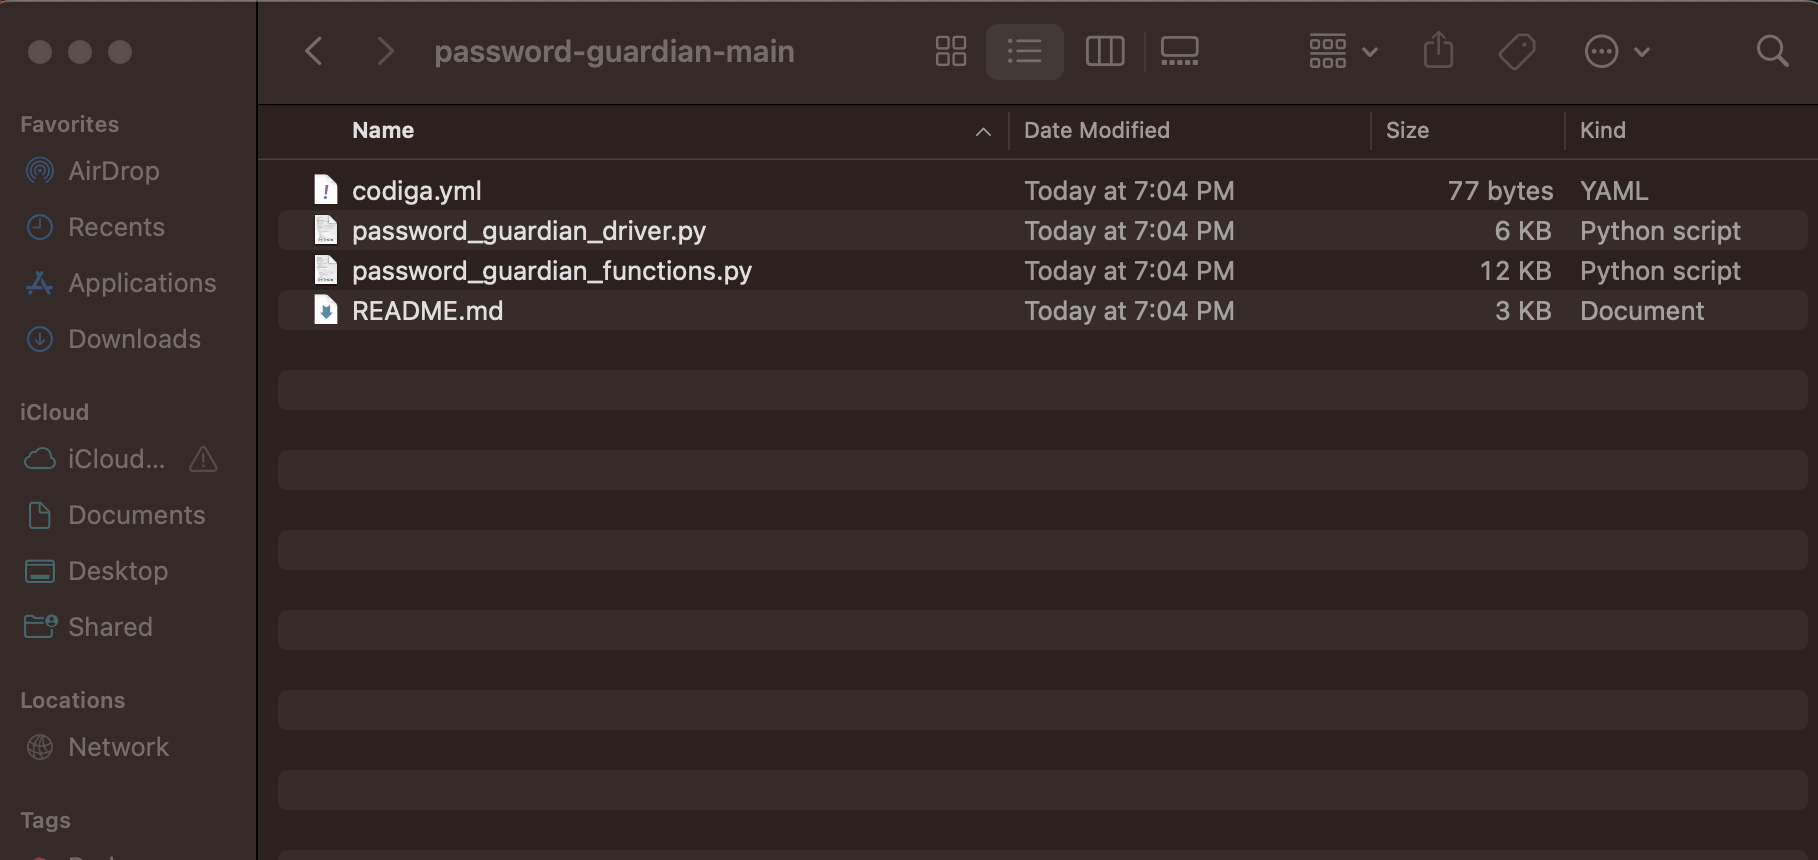 password-guardian-main
Favorites
AirDrop
Recents
Applications
Downloads
iCloud
iCloud...
Documents
Desktop
Shared
Locations
Network
Tags
Name Date Modified Size Kind
codiga.yml Today at 7:04 PM 77 bytes YAML
password_guardian_driver.py Today at 7:04 PM 6 KB Python script
password_guardian_functions.py Today at 7:04 PM 12 KB Python script
README.md Today at 7:04 PM 3 KB Document